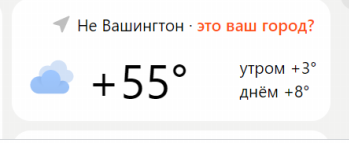 Не Вашингтон · это ваш город?
+55°
утром +3°
днём +8°